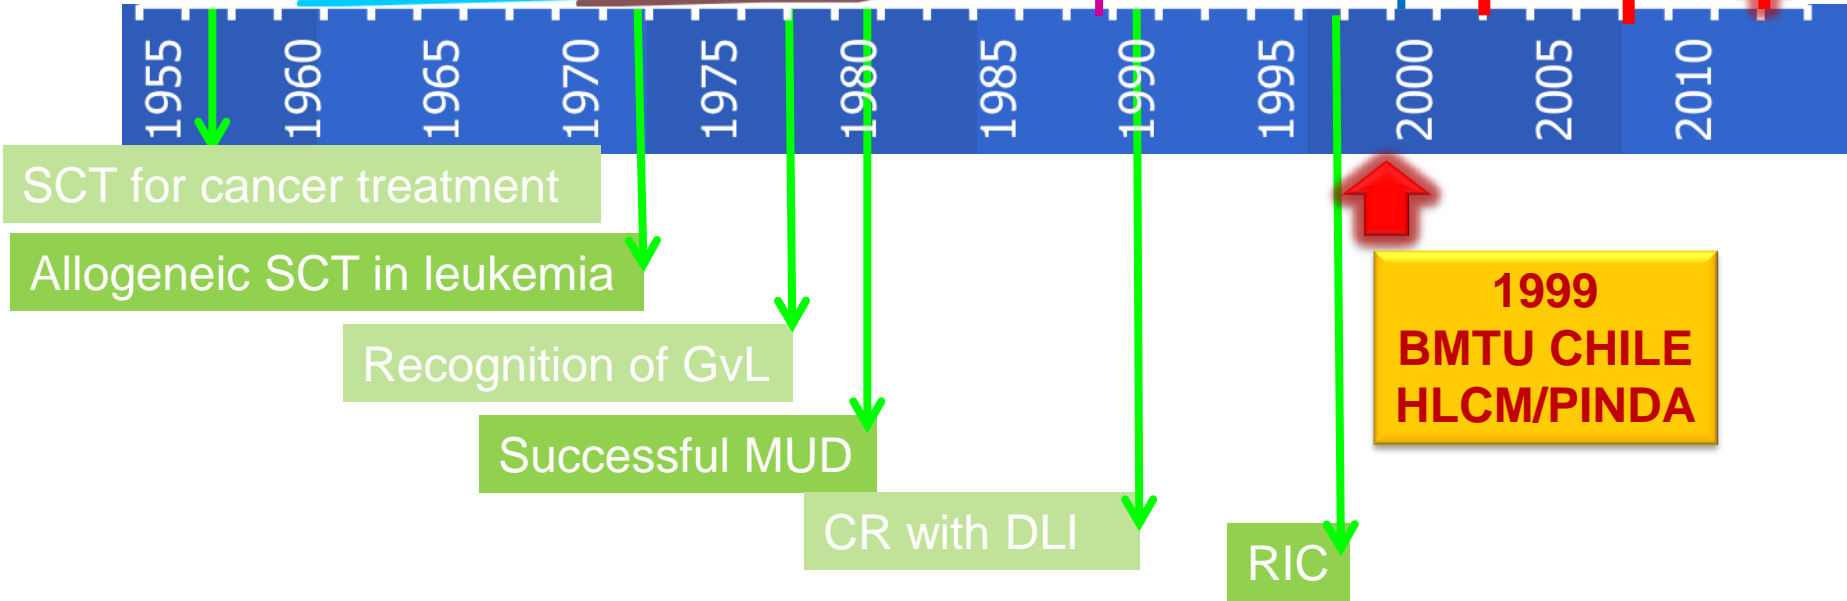 1955
1960
1965
1970
1975
1980
1985
1990
1995
2000
2005
2010
SCT for cancer treatment
Allogeneic SCT in leukemia
Recognition of GvL
Successful MUD
CR with DLI
RIC
1999
BMTU CHILE
HLCM/PINDA